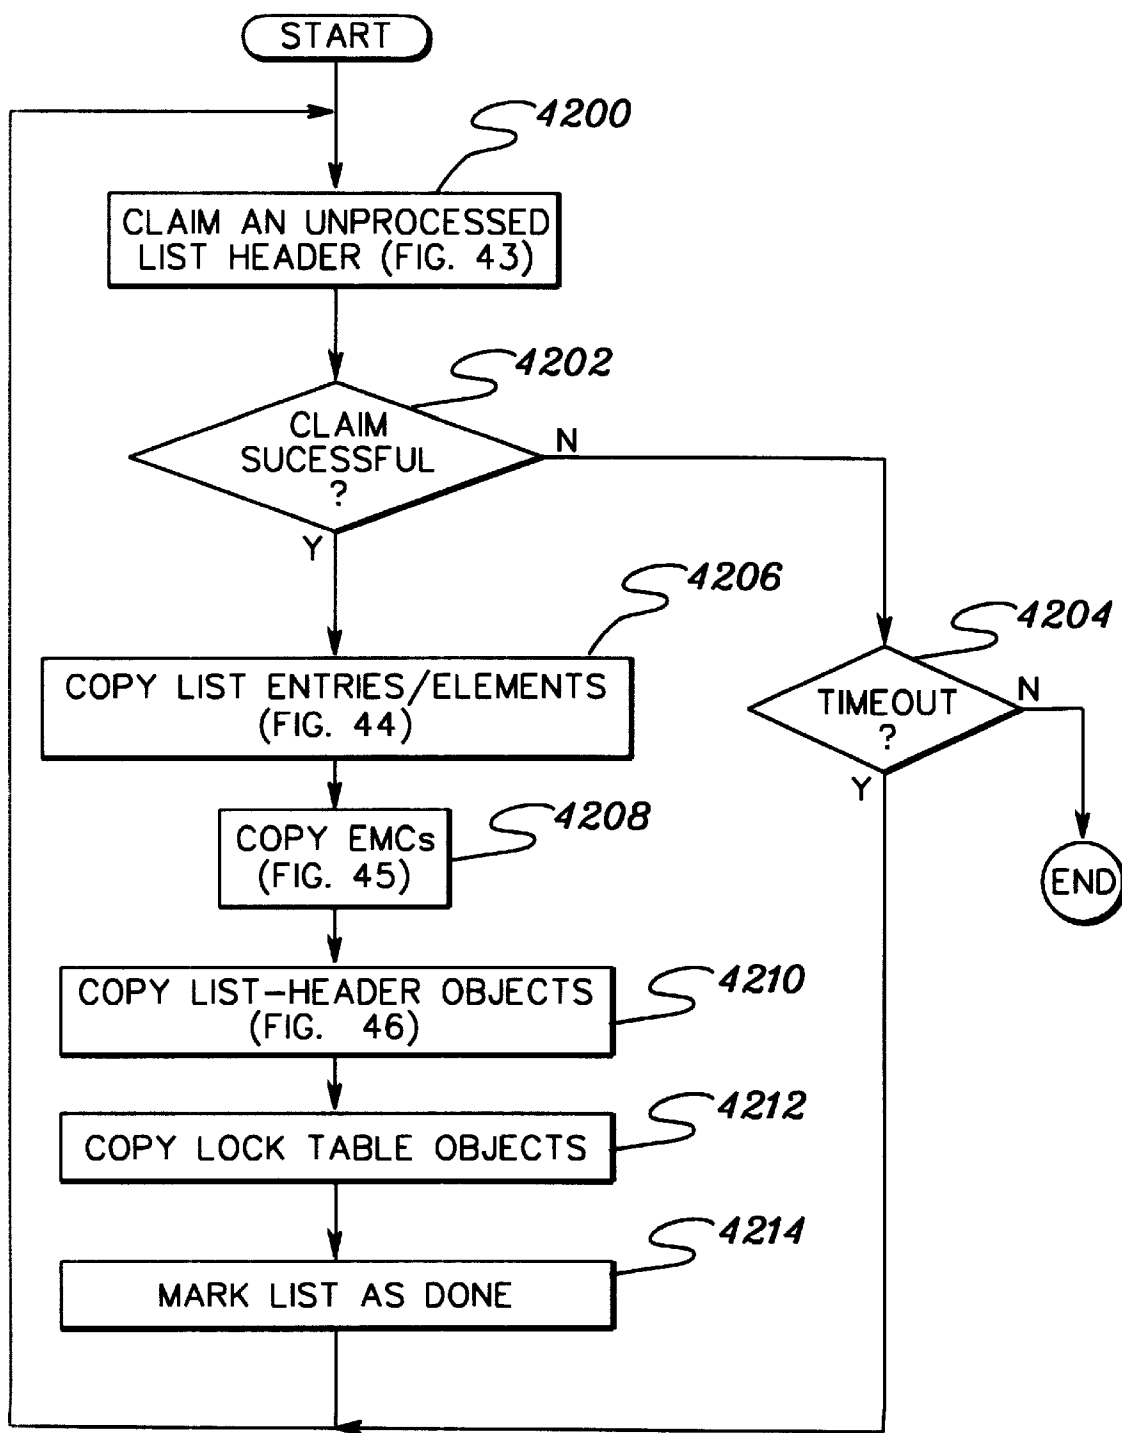 START
4200
CLAIM AN UNPROCESSED
LIST HEADER (FIG. 43)
4202
CLAIM
SUCESSFUL
?
N
Y
4206
COPY LIST ENTRIES/ELEMENTS
(FIG. 44)
4204
TIMEOUT
?
N
Y
4208
COPY EMCs
(FIG. 45)
END
4210
COPY LIST-HEADER OBJECTS
(FIG. 46)
4212
COPY LOCK TABLE OBJECTS
4214
MARK LIST AS DONE